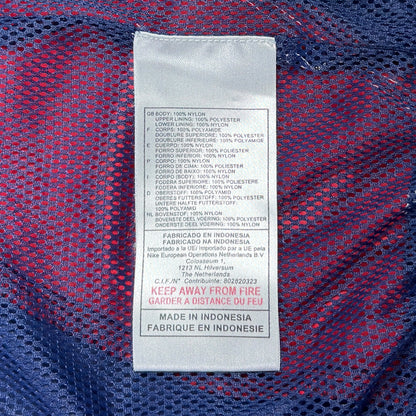 GB BODY: 100% NYLON
UPPER LINING: 100% POLYESTER
LOWER LINING: 100% NYLON
CORPS: 100% POLYAMIDE
DOUBLURE SUPERIEURE: 100% POLYESTER
DOUBLURE INFERIEURE: 100% POLYAMIDE
CUERPO: 100% NYLON
FORRO SUPERIOR: 100% POLIESTER
FORRO INFERIOR: 100% NYLON
P CORPO: 100% NYLON
FORRO DE CIMA: 100% POLIESTER
FORRO DE BAIXO: 100% NYLON
CORPO (BODY): 100% NYLON
FODERA SUPERIORE: 100% POLIESTERE
FODERA INFERIORE: 100% NYLON
D OBERSTOFF: 100% POLYAMID
OBERES FUTTERSTOFF: 100% POLYESTER
UNTERE HALFTE FUTTERSTOFF:
100% POLYAMID
NL BOVENSTOF: 100% NYLON
BOVENSTE DEEL VOERING: 100% POLYESTER
ONDERSTE DEEL VOERING: 100% NYLON
FABRICADO EN INDONESIA
FABRICADO NA INDONESIA
Importado a la UE/ importado par a UE pela
Nike European Operations Netherlands B.V
Colosseum 1,
1213 NL Hilversum
The Netherlands
C.I.F./N° Contribuinte: 802820323
KEEP AWAY FROM FIRE
GARDER A DISTANCE DU FEU
MADE IN INDONESIA
FABRIQUE EN INDONESIE